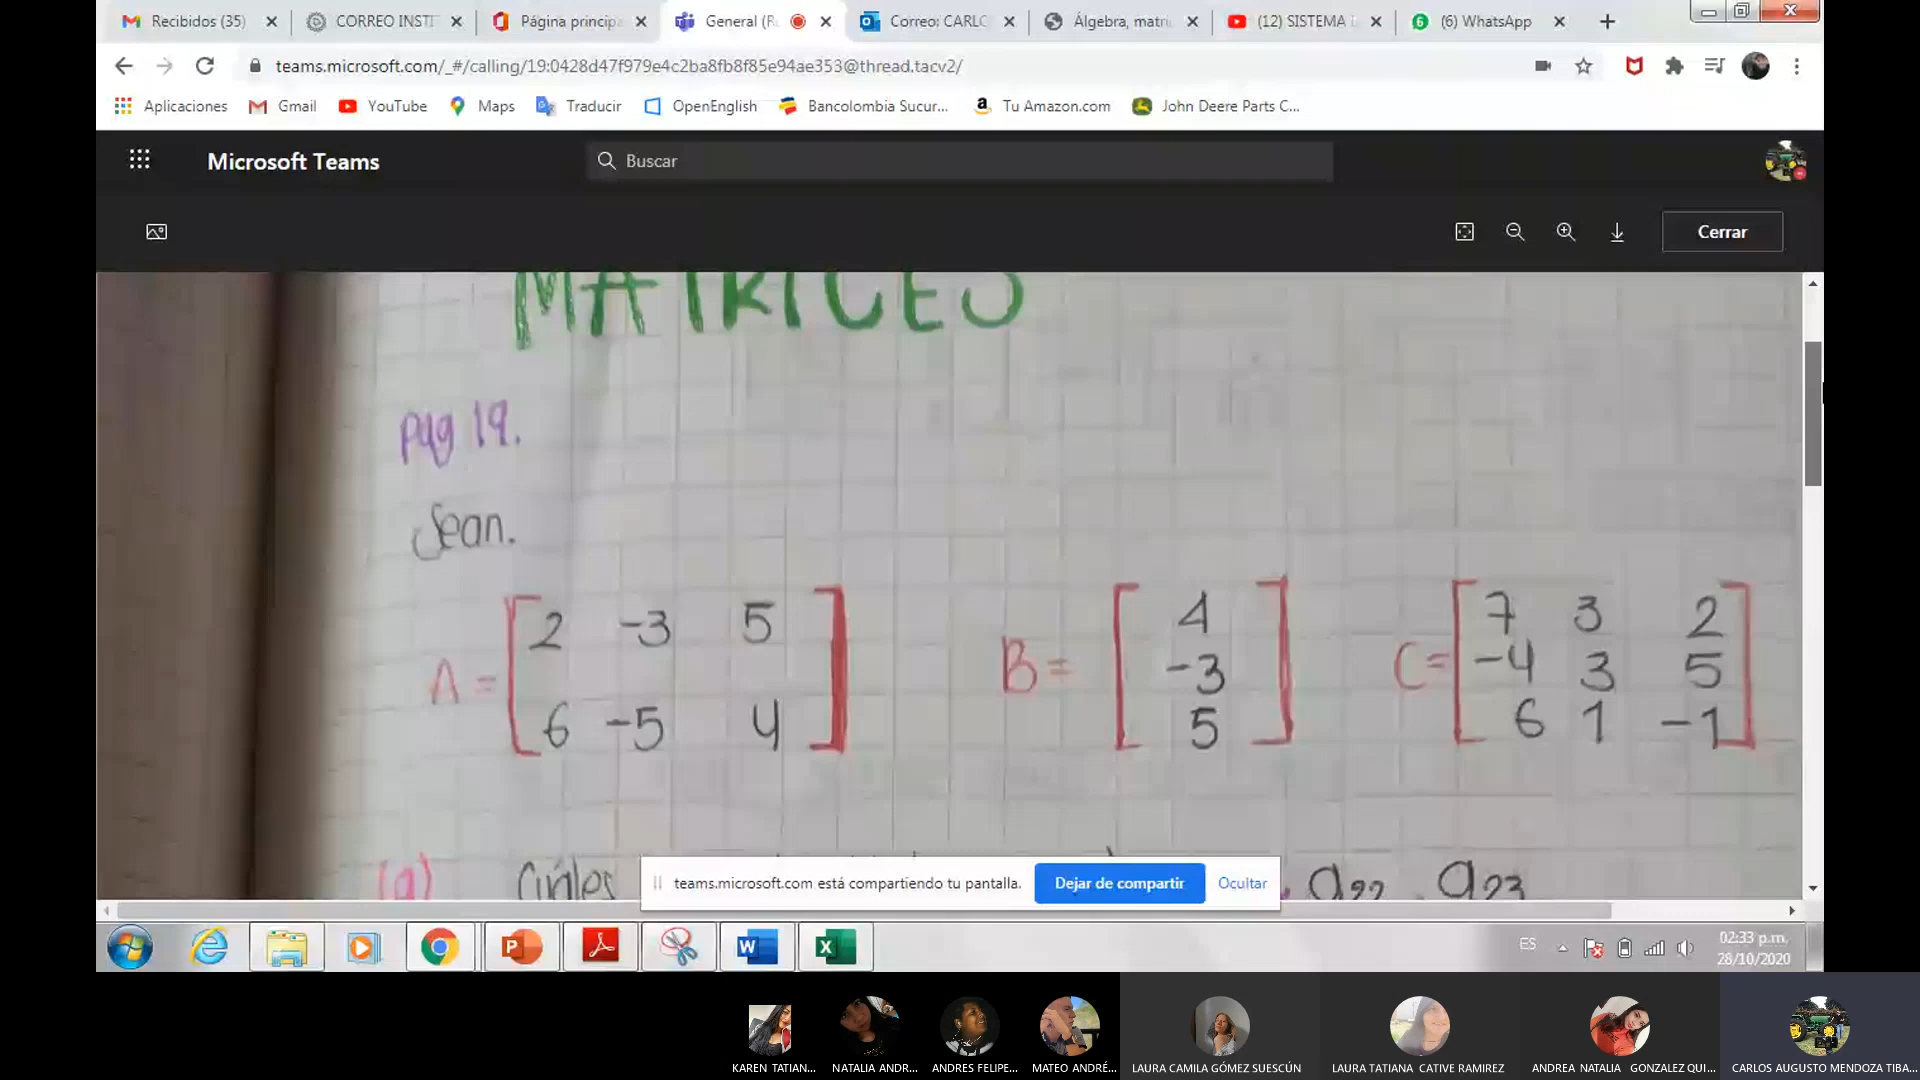 Recibidos (35)
CORREO INSTI
Página principa
General (R
Correo: CARLO
Álgebra, matri
(12) SISTEMA
(6) WhatsApp
teams.microsoft.com/_#/calling/19:0428d47f979e4c2ba8fb8f85e94ae353@thread.tacv2/
Aplicaciones
Gmail
YouTube
Maps
Traducir
OpenEnglish
Bancolombia Sucur...
Tu Amazon.com
John Deere Parts C...
Microsoft Teams
Buscar
Cerrar
MATRICES
Pág 19.
Sean.
A = [ 2 -3 5
6 -5 4 ]
B = [ 4
-3
5 ]
C = [ 7 3 2
-4 3 5
6 1 -1 ]
(a) Cuáles a22, a23
teams.microsoft.com está compartiendo tu pantalla.
Dejar de compartir
Ocultar
ES
02:33 p.m.
28/10/2020
KAREN TATIAN...
NATALIA ANDR...
ANDRES FELIPE...
MATEO ANDRÉ...
LAURA CAMILA GÓMEZ SUESCÚN
LAURA TATIANA CATIVE RAMIREZ
ANDREA NATALIA GONZALEZ QUI...
CARLOS AUGUSTO MENDOZA TIBA...